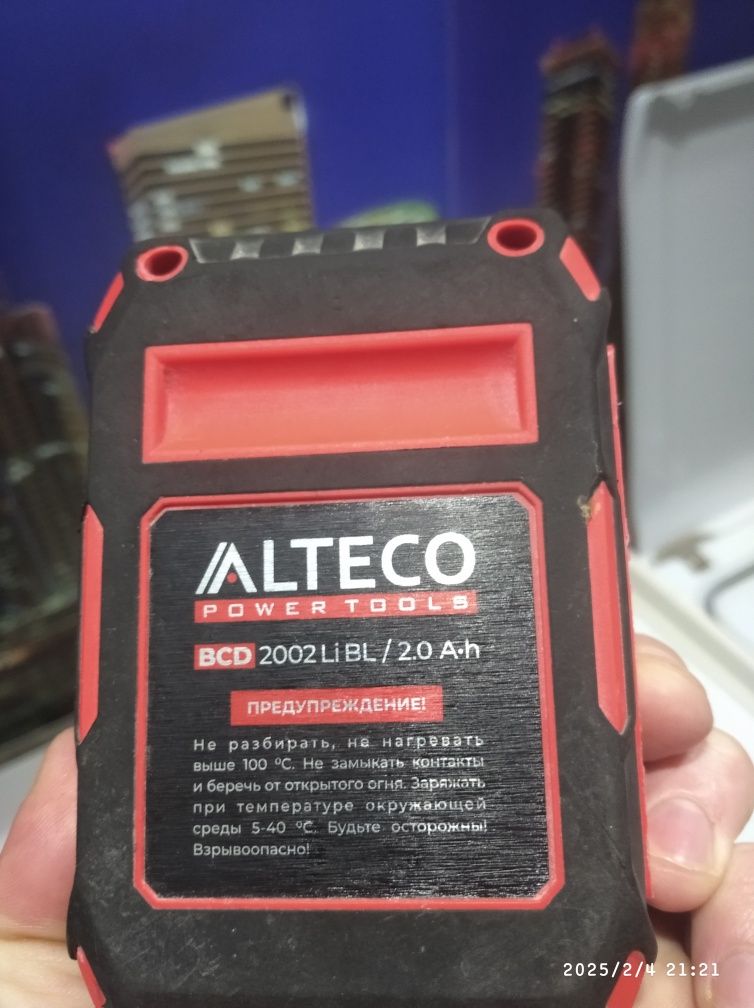 ALTECO
POWER TOOLS
BCD 2002 Li BL / 2.0 A·h
ПРЕДУПРЕЖДЕНИЕ!
Не разбирать, не нагревать
выше 100 ºC. Не замыкать контакты
и беречь от открытого огня. Заряжать
при температуре окружающей
среды 5-40 ºC. Будьте осторожны!
Взрывоопасно!
2025/2/4 21:21